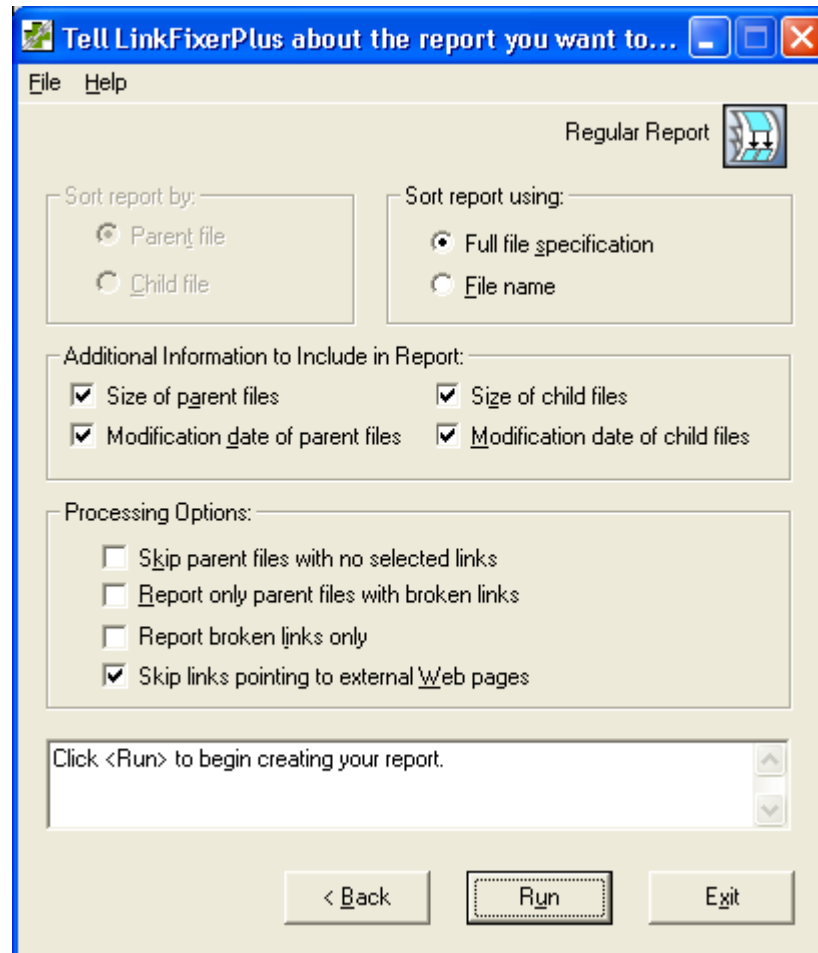 Tell LinkFixerPlus about the report you want to...
File Help
Regular Report
Sort report by:
Parent file
Child file
Sort report using:
Full file specification
File name
Additional Information to Include in Report:
Size of parent files
Size of child files
Modification date of parent files
Modification date of child files
Processing Options:
Skip parent files with no selected links
Report only parent files with broken links
Report broken links only
Skip links pointing to external Web pages
Click <Run> to begin creating your report.
< Back Run Exit